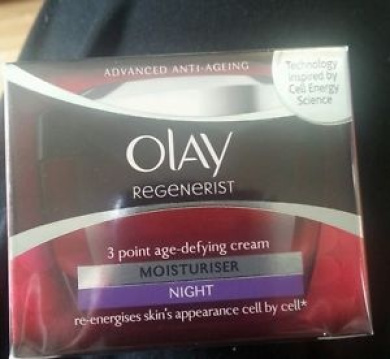 ADVANCED ANTI-AGEING
Technology
inspired by
Cell Energy
Science
OLAY
REGENERIST
3 point age-defying cream
MOISTURISER
NIGHT
re-energises skin's appearance cell by cell*